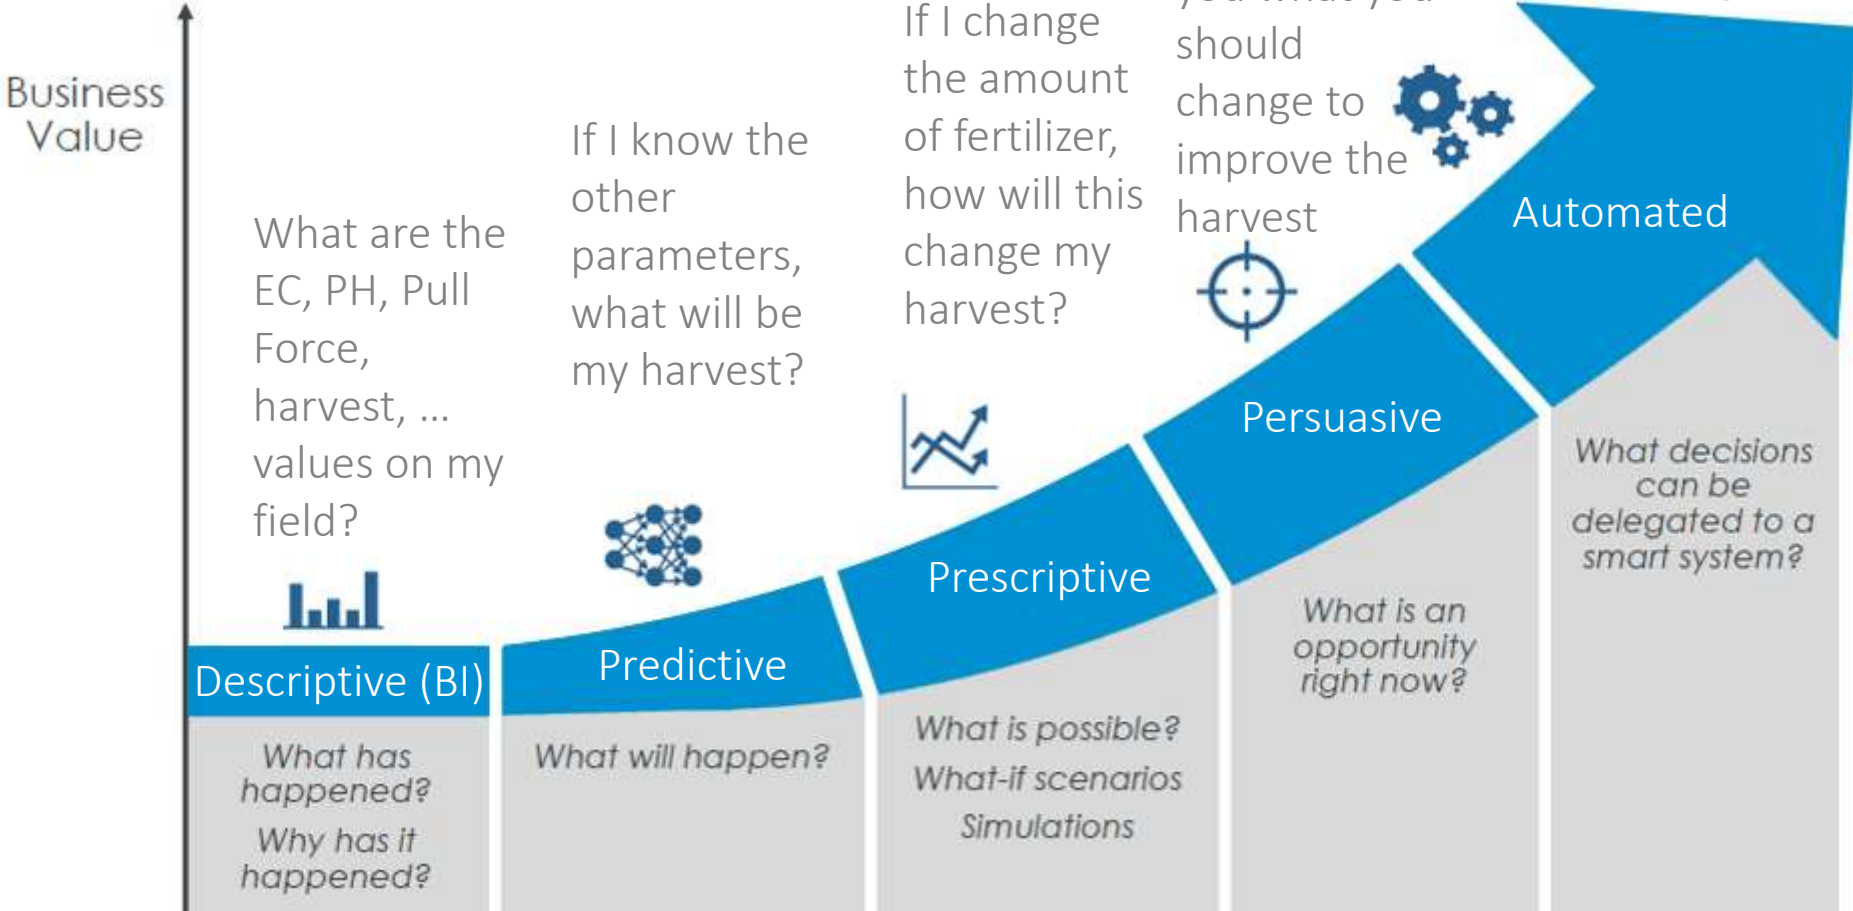 Business
Value
What are the
EC, PH, Pull
Force,
harvest, ...
values on my
field?
If I know the
other
parameters,
what will be
my harvest?
If I change
the amount
of fertilizer,
how will this
change my
harvest?
you what you
should
change to
improve the
harvest
Descriptive (BI)
Predictive
Prescriptive
Persuasive
Automated
What has
happened?
Why has it
happened?
What will happen?
What is possible?
What-if scenarios
Simulations
What is an
opportunity
right now?
What decisions
can be
delegated to a
smart system?